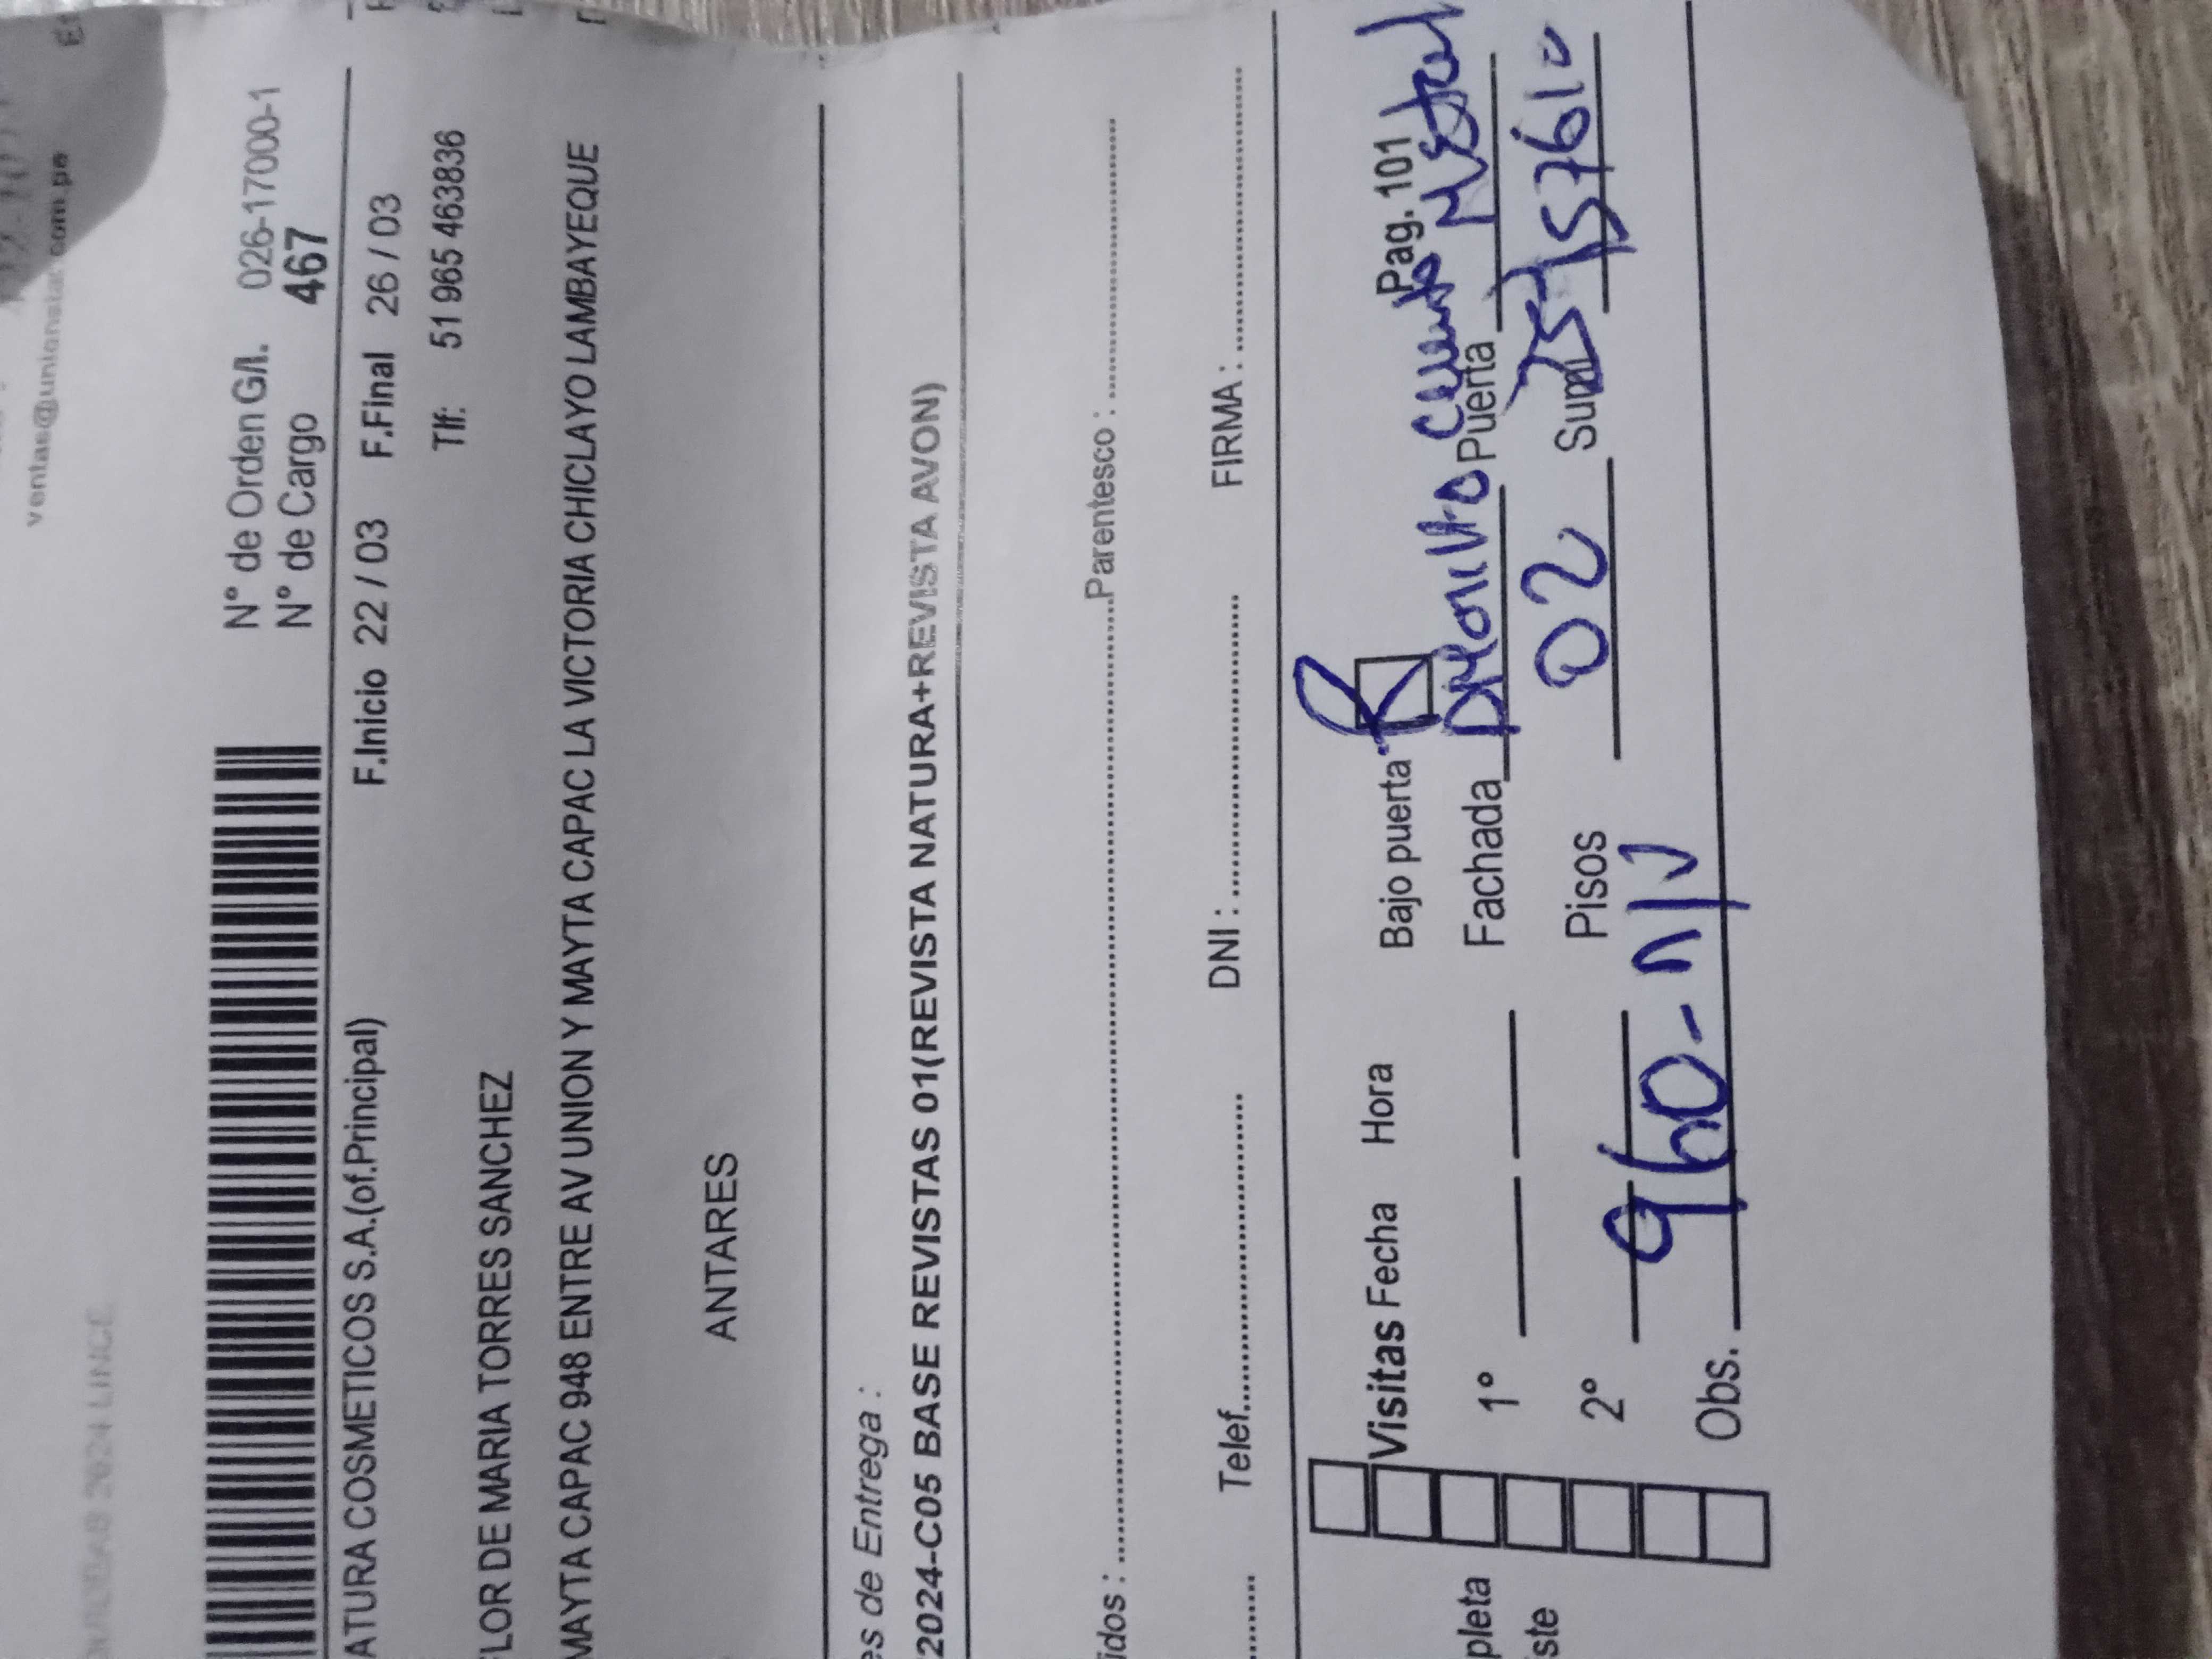 ventas@unionstar.com.pe
N° de Orden G/I. 026-17000-1
N° de Cargo 467
ATURA COSMETICOS S.A.(of.Principal) F.Inicio 22 / 03 F.Final 26 / 03
Tlf: 51 965 463836
FLOR DE MARIA TORRES SANCHEZ
MAYTA CAPAC 948 ENTRE AV UNION Y MAYTA CAPAC LA VICTORIA CHICLAYO LAMBAYEQUE
ANTARES
es de Entrega :
2024-C05 BASE REVISTAS 01(REVISTA NATURA+REVISTA AVON)
idos : Parentesco :
Telef. DNI : FIRMA :
Visitas Fecha Hora Bajo puerta Pag. 101
1° Fachada Puerta Metal
2° Pisos 02 Sum
pleta
iste
Obs. 960